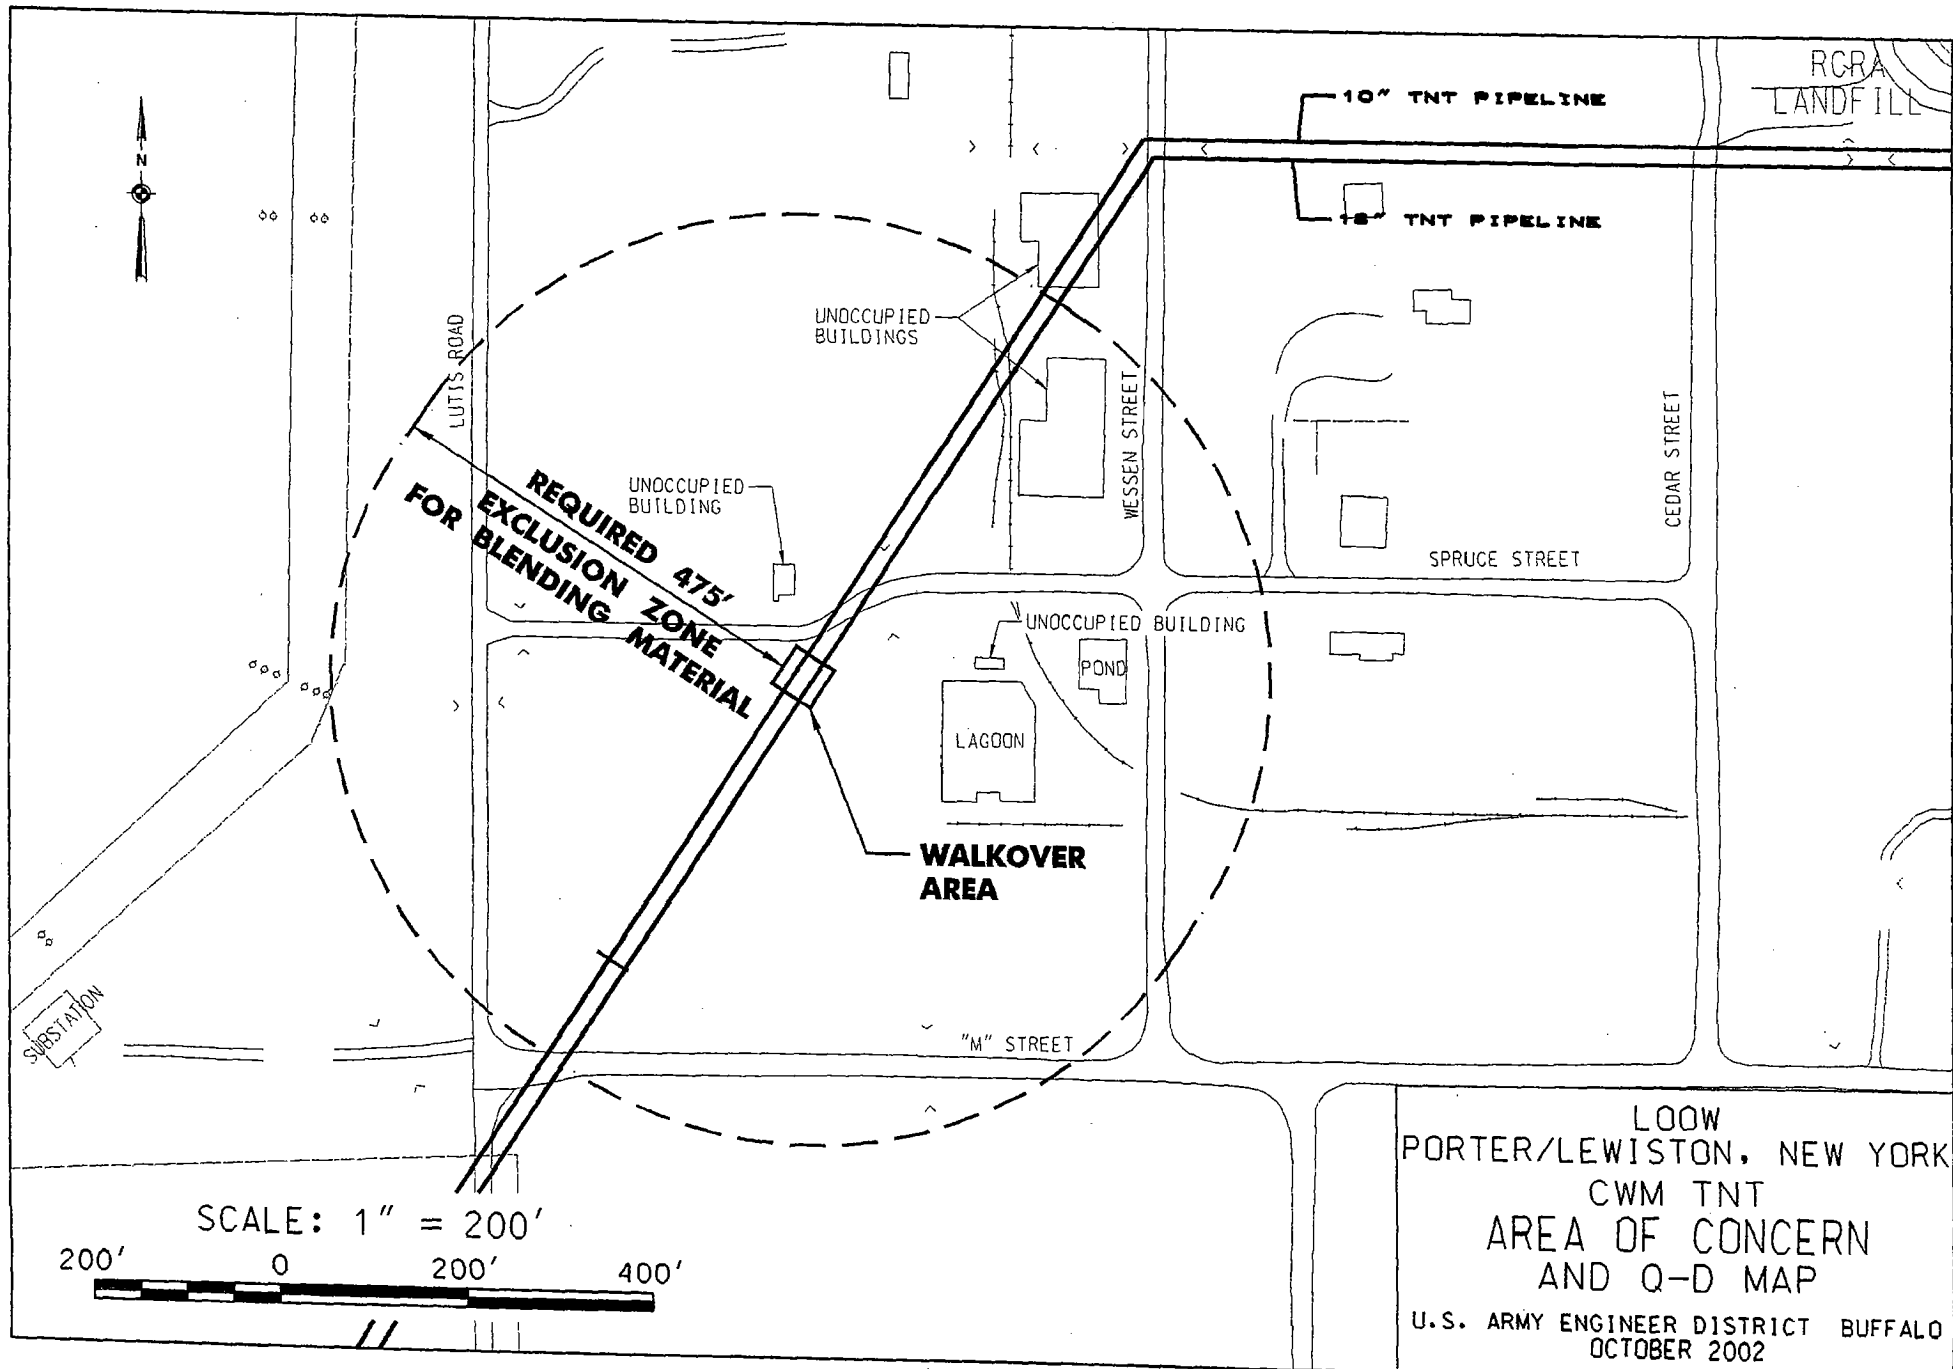 RCRA
LANDFILL
10" TNT PIPELINE
18" TNT PIPELINE
N
UNOCCUPIED
BUILDINGS
LUTTS ROAD
WESSEN STREET
CEDAR STREET
UNOCCUPIED
BUILDING
REQUIRED 475'
EXCLUSION ZONE
FOR BLENDING MATERIAL
SPRUCE STREET
UNOCCUPIED BUILDING
POND
LAGOON
WALKOVER
AREA
SUBSTATION
"M" STREET
SCALE: 1" = 200'
200' 0 200' 400'
LOOW
PORTER/LEWISTON, NEW YORK
CWM TNT
AREA OF CONCERN
AND Q-D MAP
U.S. ARMY ENGINEER DISTRICT BUFFALO
OCTOBER 2002